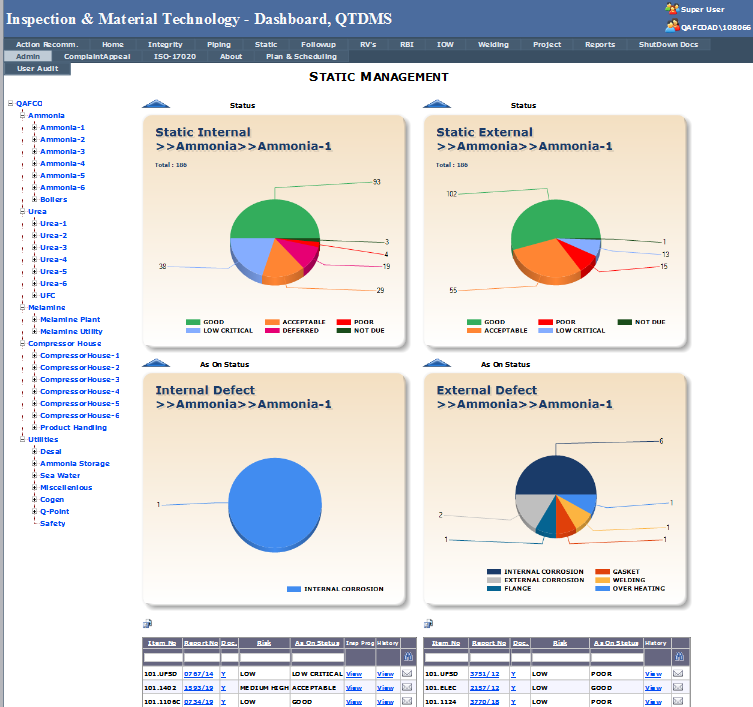 Inspection & Material Technology - Dashboard, QTDMS
Super User
QAFCOAD\108066
Action Recomm. Home Integrity Piping Static Followup RV's RBI IOW Welding Project Reports ShutDown Docs
Admin ComplaintAppeal ISO-17020 About Plan & Scheduling
User Audit
STATIC MANAGEMENT
QAFCO
Ammonia
Ammonia-1
Ammonia-2
Ammonia-3
Ammonia-4
Ammonia-5
Ammonia-6
Boilers
Urea
Urea-1
Urea-2
Urea-3
Urea-4
Urea-5
Urea-6
UFC
Melamine
Melamine Plant
Melamine Utility
Compressor House
CompressorHouse-1
CompressorHouse-2
CompressorHouse-3
CompressorHouse-4
CompressorHouse-5
CompressorHouse-6
Product Handling
Utilities
Desal
Ammonia Storage
Sea Water
Miscellenious
Cogen
Q-Point
Safety
Status
Static Internal
>>Ammonia>>Ammonia-1
Total : 186
93
3
4
19
29
38
GOOD ACCEPTABLE POOR
LOW CRITICAL DEFERRED NOT DUE
Status
Static External
>>Ammonia>>Ammonia-1
Total : 186
102
1
13
15
55
GOOD POOR NOT DUE
ACCEPTABLE LOW CRITICAL
As On Status
Internal Defect
>>Ammonia>>Ammonia-1
1
INTERNAL CORROSION
As On Status
External Defect
>>Ammonia>>Ammonia-1
6
1
1
1
1
2
INTERNAL CORROSION GASKET
EXTERNAL CORROSION WELDING
FLANGE OVER HEATING
Item No Report No Doc. Risk As On Status Insp Prog History
101.UFSD 0767/14 Y LOW LOW CRITICAL View View
101.1402 1593/19 Y MEDIUM HIGH ACCEPTABLE View View
101.1106C 0734/19 Y LOW GOOD View View
Item No Report No Doc. Risk As On Status History
101.UFSD 3751/12 Y LOW POOR View
101.ELEC 2157/12 Y LOW GOOD View
101.1124 3770/18 Y LOW POOR View